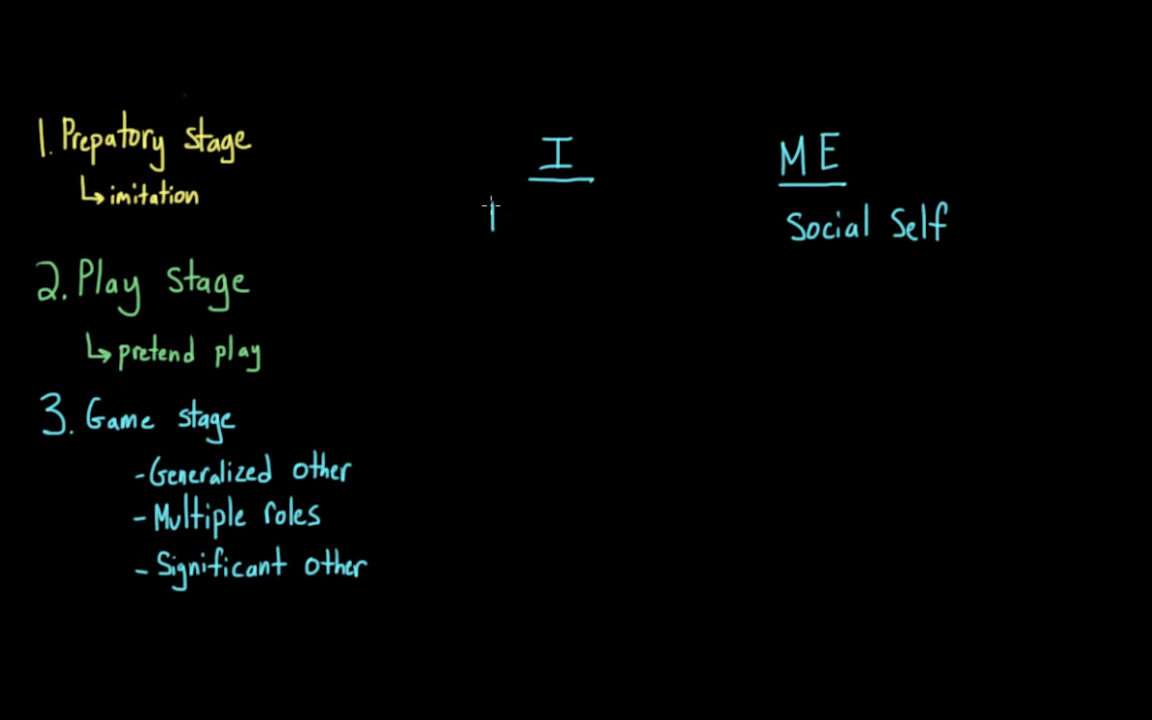 1. Prepatory stage
↳ imitation
2. Play stage
↳ pretend play
3. Game stage
- Generalized other
- Multiple roles
- Significant other
I
ME
Social Self